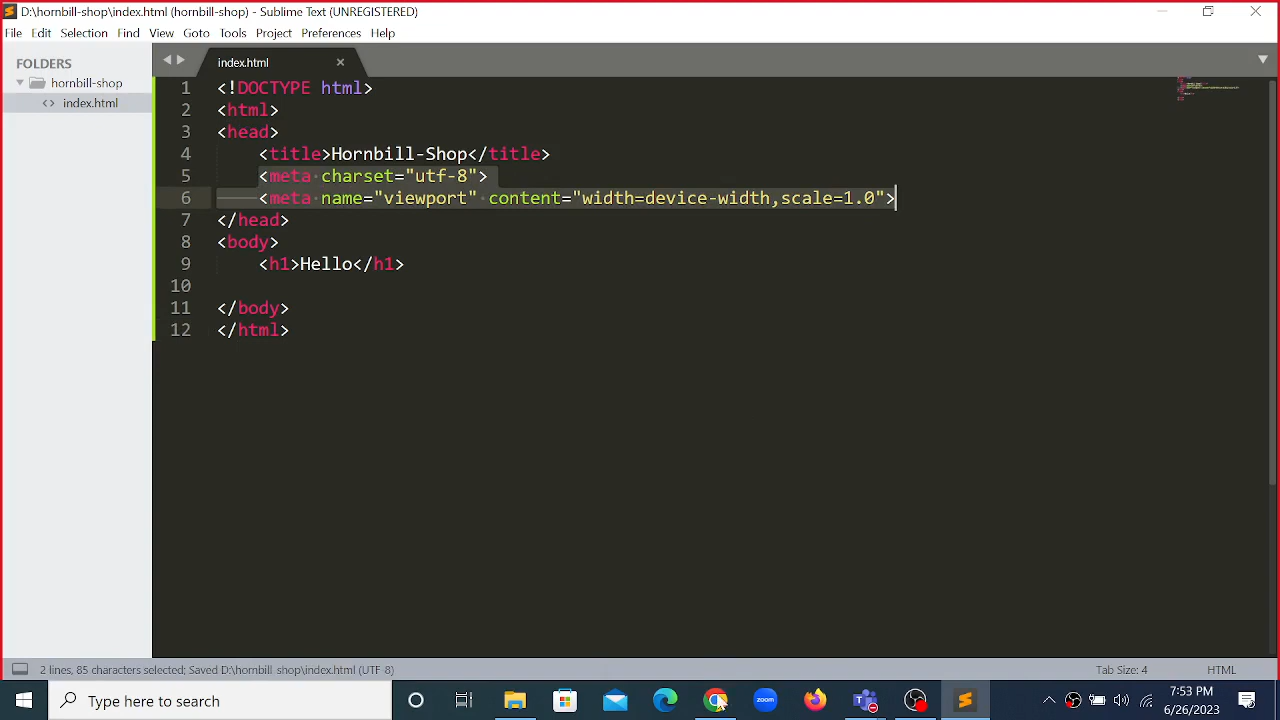 D:\hornbill-shop\index.html (hornbill-shop) - Sublime Text (UNREGISTERED)
File Edit Selection Find View Goto Tools Project Preferences Help
FOLDERS
hornbill-shop
index.html
index.html
1 <!DOCTYPE html>
2 <html>
3 <head>
4 <title>Hornbill-Shop</title>
5 <meta charset="utf-8">
6 <meta name="viewport" content="width=device-width,scale=1.0">
7 </head>
8 <body>
9 <h1>Hello</h1>
10
11 </body>
12 </html>
2 lines, 85 characters selected; Saved D:\hornbill-shop\index.html (UTF-8)
Tab Size: 4
HTML
Type here to search
zoom
7:53 PM
6/26/2023